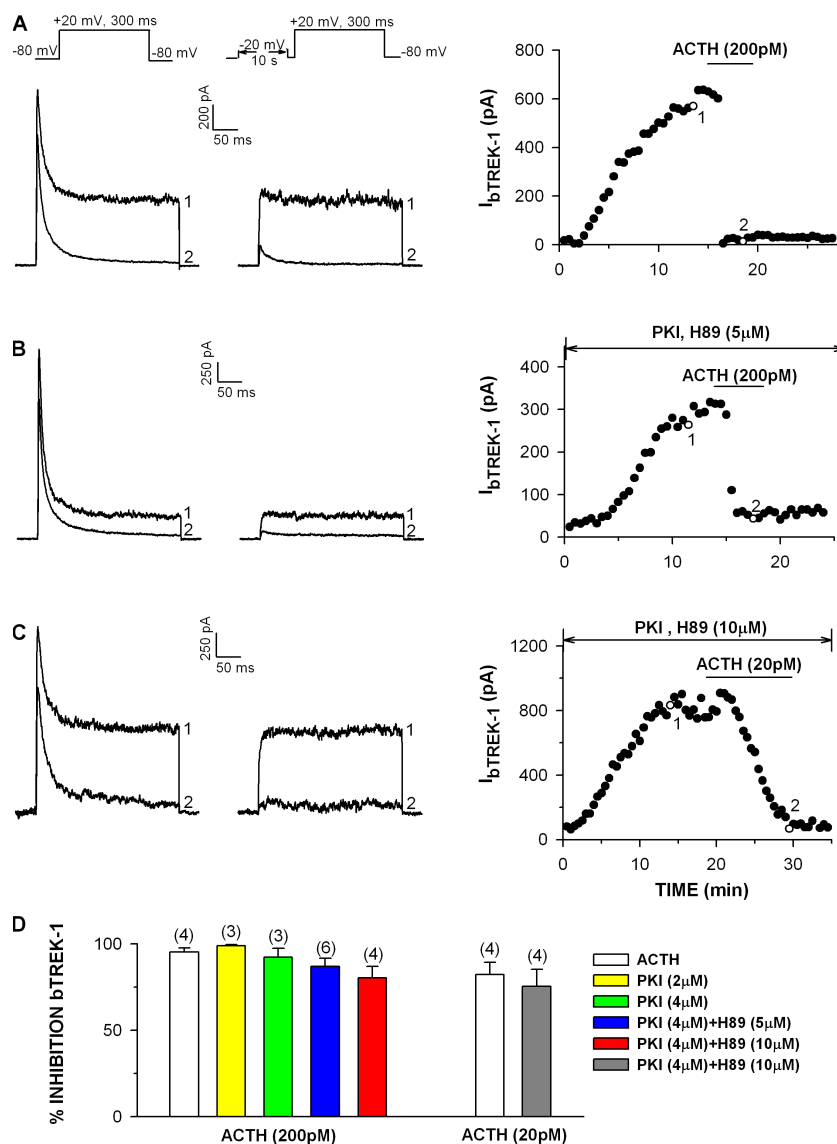 A
+20 mV, 300 ms
-80 mV
-80 mV
+20 mV, 300 ms
-20 mV
10 s
-80 mV
200 pA
50 ms
1
2
1
2
ACTH (200pM)
IbTREK-1 (pA)
800
600
400
200
0
0
10
20
1
2
B
250 pA
50 ms
1
2
1
2
PKI, H89 (5μM)
ACTH (200pM)
IbTREK-1 (pA)
400
300
200
100
0
0
10
20
1
2
C
250 pA
50 ms
1
2
1
2
PKI , H89 (10μM)
ACTH (20pM)
IbTREK-1 (pA)
1200
800
400
0
0
10
20
30
1
2
TIME (min)
D
% INHIBITION bTREK-1
100
50
0
(4)
(3)
(3)
(6)
(4)
(4)
(4)
ACTH (200pM)
ACTH (20pM)
ACTH
PKI (2μM)
PKI (4μM)
PKI (4μM)+H89 (5μM)
PKI (4μM)+H89 (10μM)
PKI (4μM)+H89 (10μM)